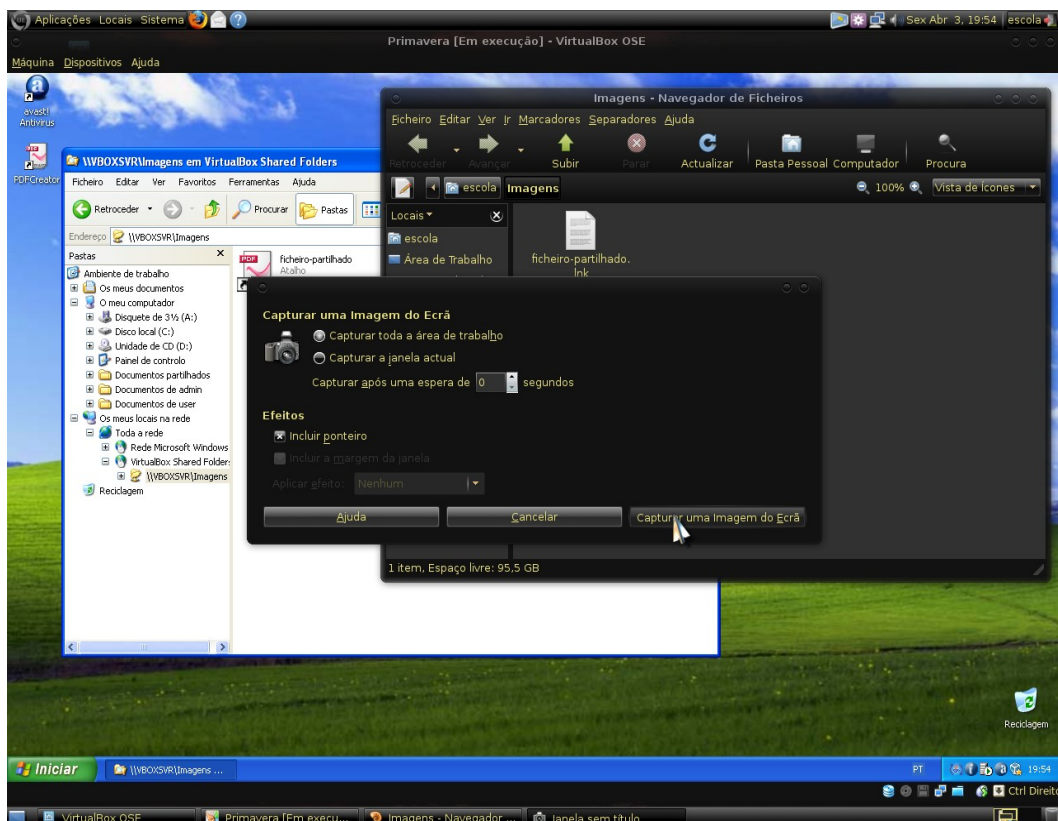 Aplicações Locais Sistema
Sex Abr 3, 19:54 escola
Primavera [Em execução] - VirtualBox OSE
Máquina Dispositivos Ajuda
avast!
Antivirus
PDFCreator
\\VBOXSVR\Imagens em VirtualBox Shared Folders
Ficheiro Editar Ver Favoritos Ferramentas Ajuda
Retroceder Procurar Pastas
Endereço \\VBOXSVR\Imagens
Pastas
Ambiente de trabalho
Os meus documentos
O meu computador
Disquete de 3½ (A:)
Disco local (C:)
Unidade de CD (D:)
Painel de controlo
Documentos partilhados
Documentos de admin
Documentos de user
Os meus locais na rede
Toda a rede
Rede Microsoft Windows
VirtualBox Shared Folder
\\VBOXSVR\Imagens
Reciclagem
ficheiro-partilhado
Atalho
Imagens - Navegador de Ficheiros
Ficheiro Editar Ver Ir Marcadores Separadores Ajuda
Retroceder Avançar Subir Parar Actualizar Pasta Pessoal Computador Procura
escola Imagens 100% Vista de Ícones
Locais
escola
Área de Trabalho
ficheiro-partilhado.
lnk
1 item, Espaço livre: 95,5 GB
Capturar uma Imagem do Ecrã
Capturar toda a área de trabalho
Capturar a janela actual
Capturar após uma espera de 0 segundos
Efeitos
Incluir ponteiro
Incluir a margem da janela
Aplicar efeito: Nenhum
Ajuda Cancelar Capturar uma Imagem do Ecrã
Reciclagem
Iniciar \\VBOXSVR\Imagens ... PT 19:54
Ctrl Direito
VirtualBox OSE Primavera [Em execu... Imagens - Navegador ... Janela sem título